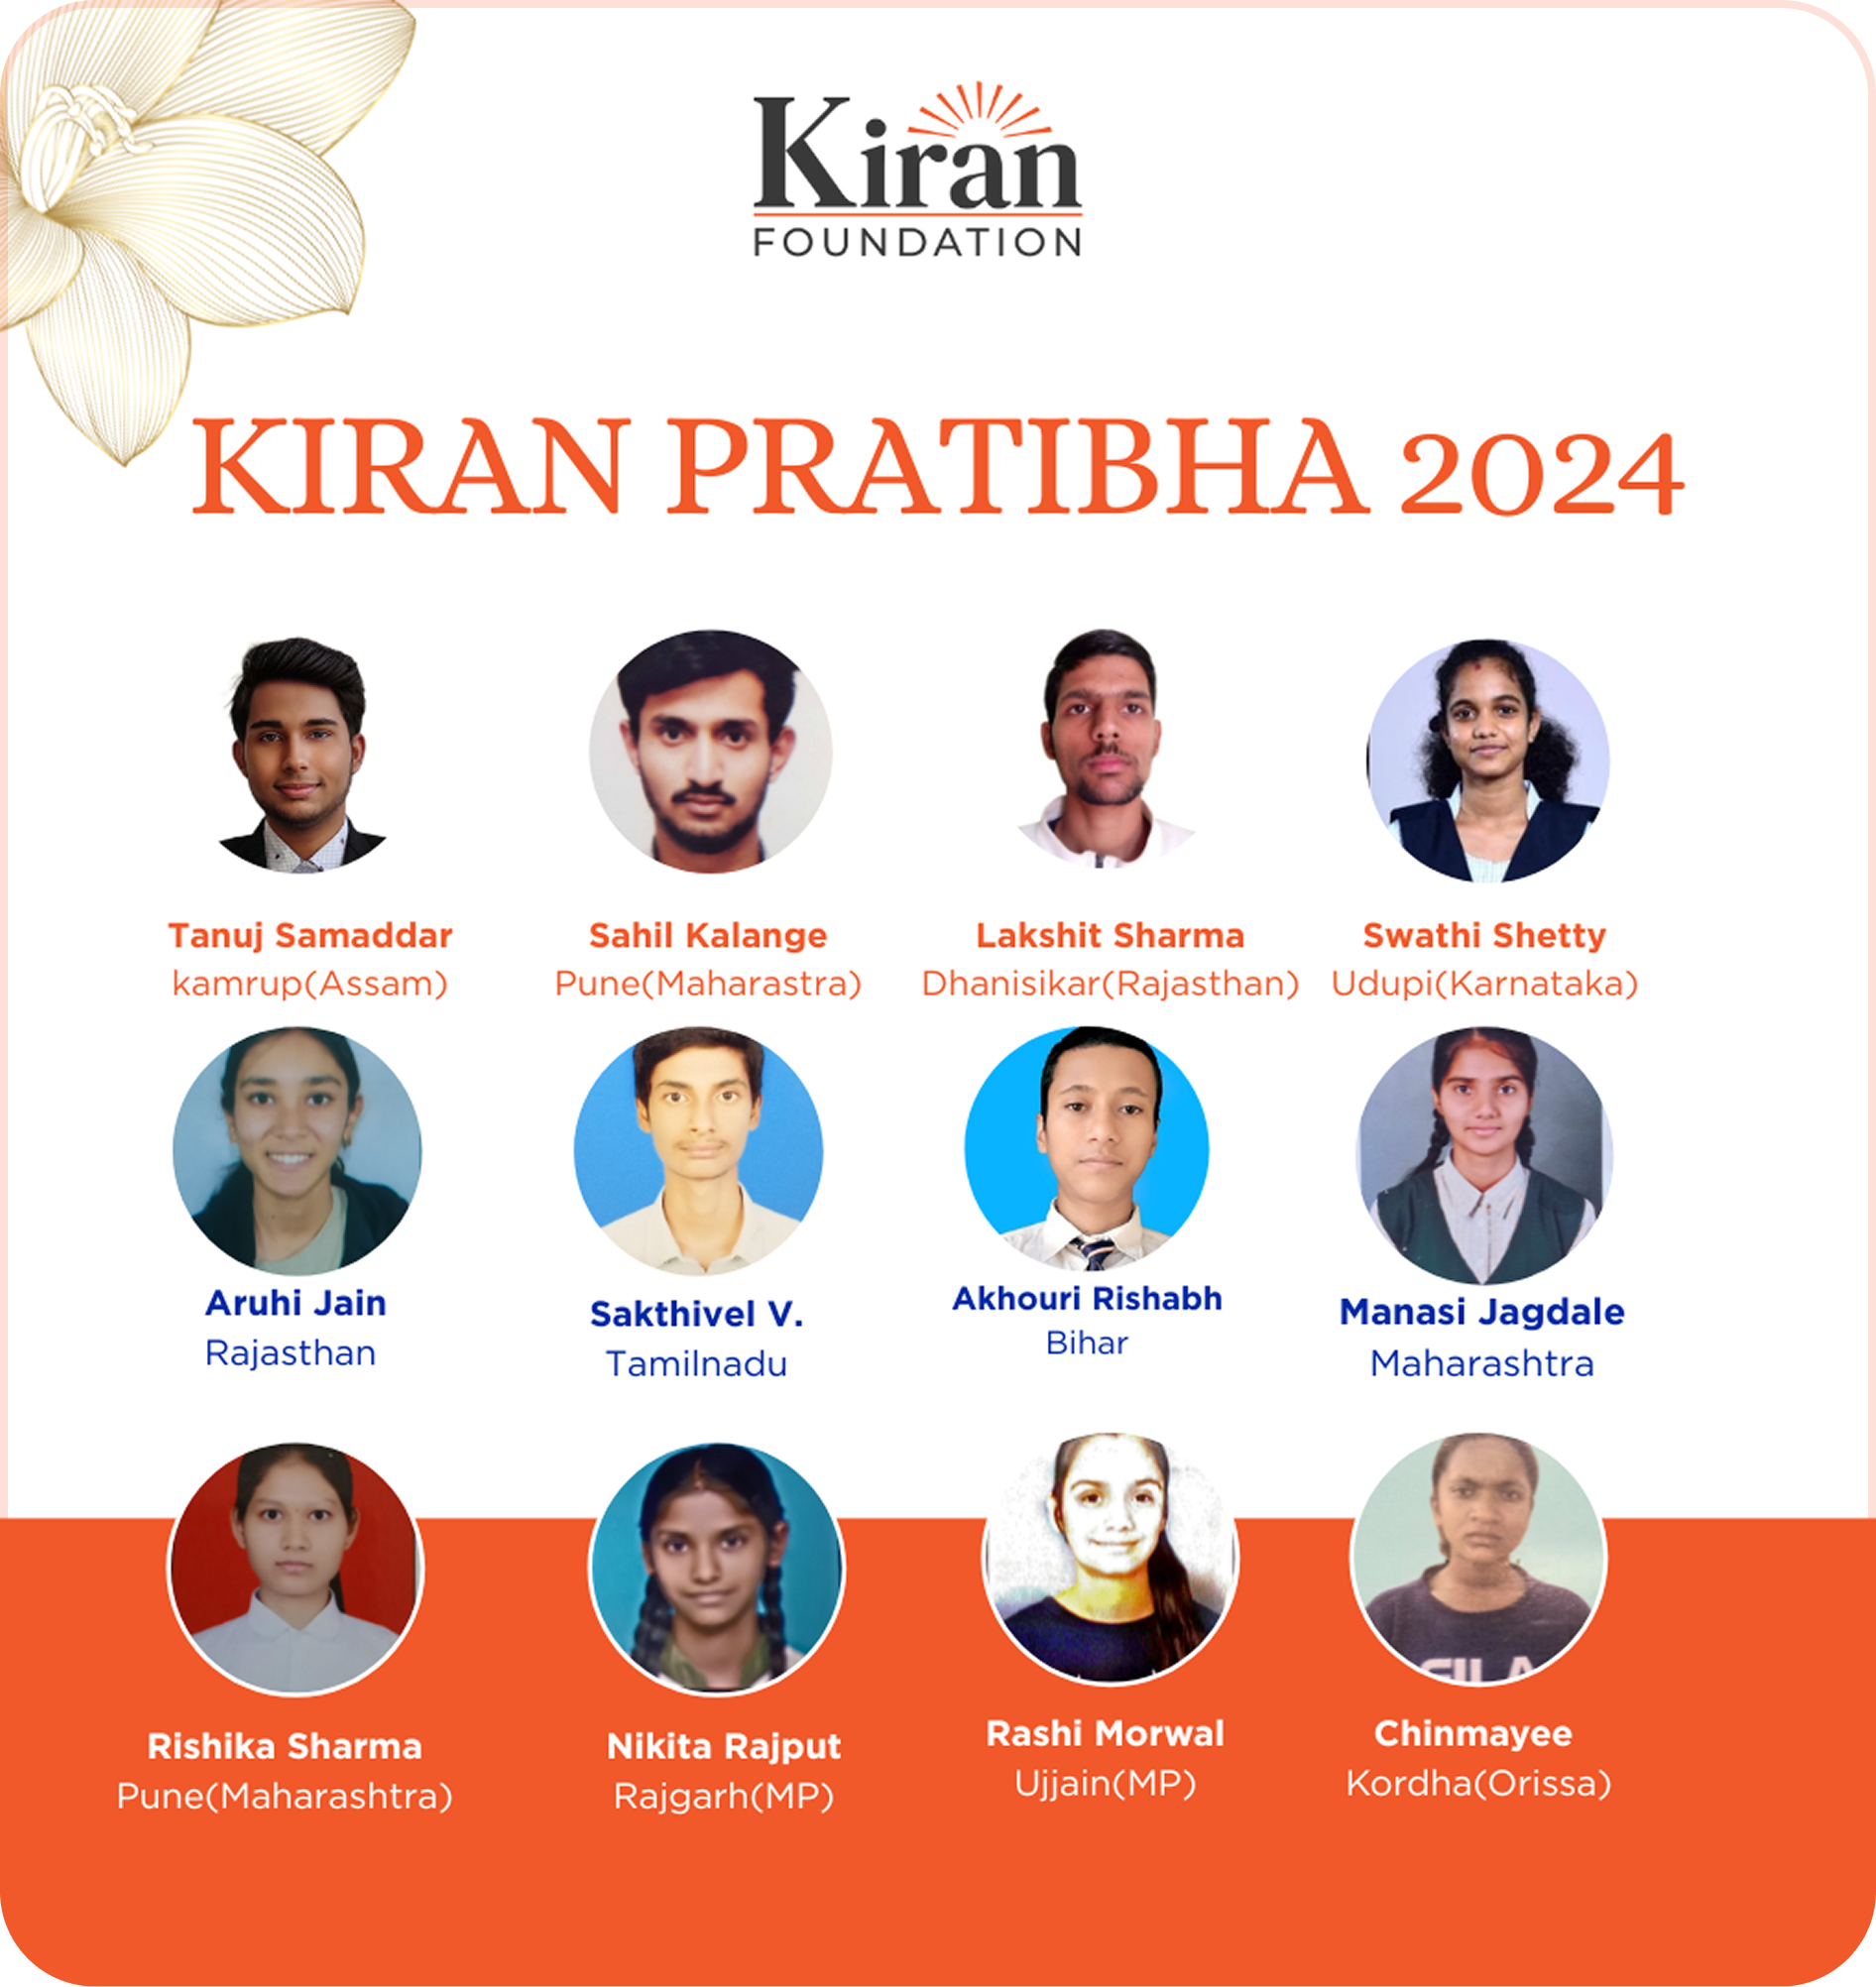 Kiran
FOUNDATION
KIRAN PRATIBHA 2024
Tanuj Samaddar
kamrup(Assam)
Sahil Kalange
Pune(Maharastra)
Lakshit Sharma
Dhanisikar(Rajasthan)
Swathi Shetty
Udupi(Karnataka)
Aruhi Jain
Rajasthan
Sakthivel V.
Tamilnadu
Akhouri Rishabh
Bihar
Manasi Jagdale
Maharashtra
Rishika Sharma
Pune(Maharashtra)
Nikita Rajput
Rajgarh(MP)
Rashi Morwal
Ujjain(MP)
Chinmayee
Kordha(Orissa)